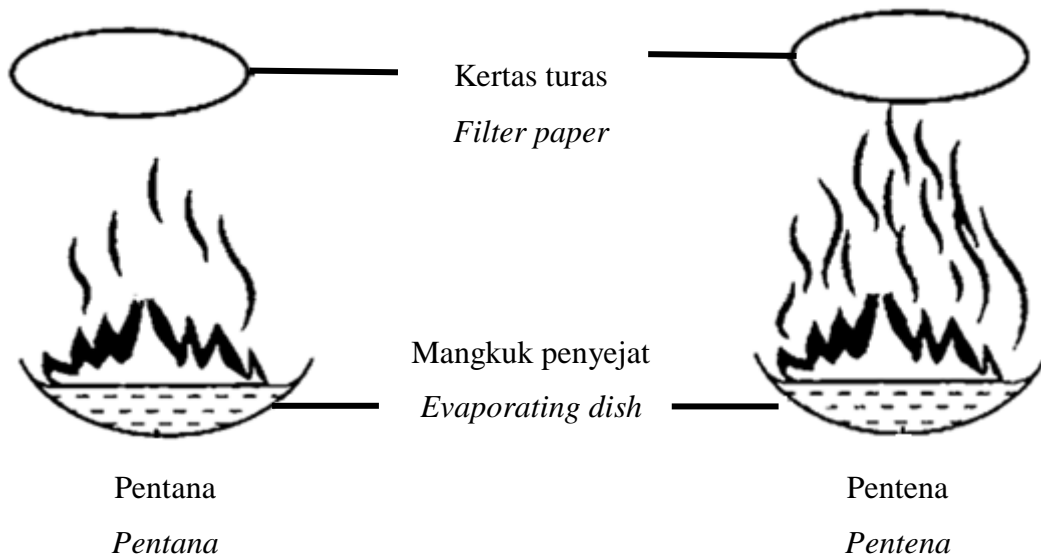 Kertas turas
Filter paper
Mangkuk penyejat
Evaporating dish
Pentana
Pentana
Pentena
Pentena